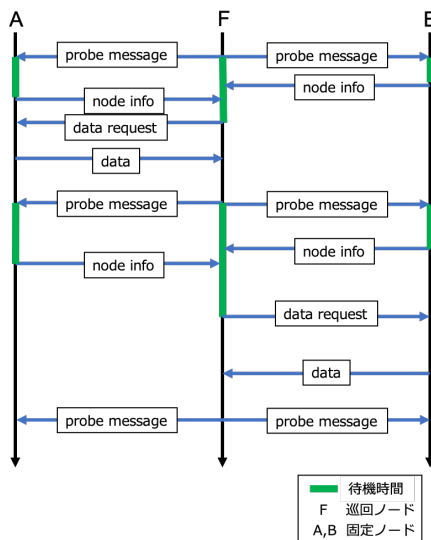 A F B
probe message probe message
node info
node info
data request
data
probe message probe message
node info
node info
data request
data
probe message probe message
待機時間
F 巡回ノード
A,B 固定ノード